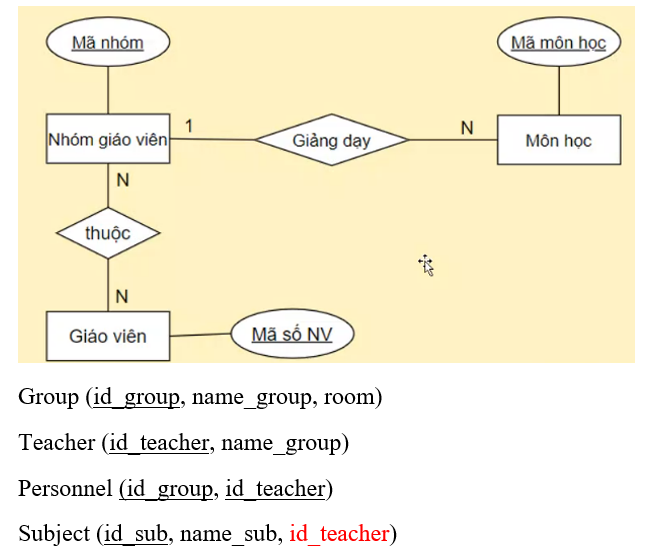 Mã nhóm
Mã môn học
Nhóm giáo viên
1
Giảng dạy
N
Môn học
N
thuộc
N
Giáo viên
Mã số NV
Group (id_group, name_group, room)
Teacher (id_teacher, name_group)
Personnel (id_group, id_teacher)
Subject (id_sub, name_sub, id_teacher)